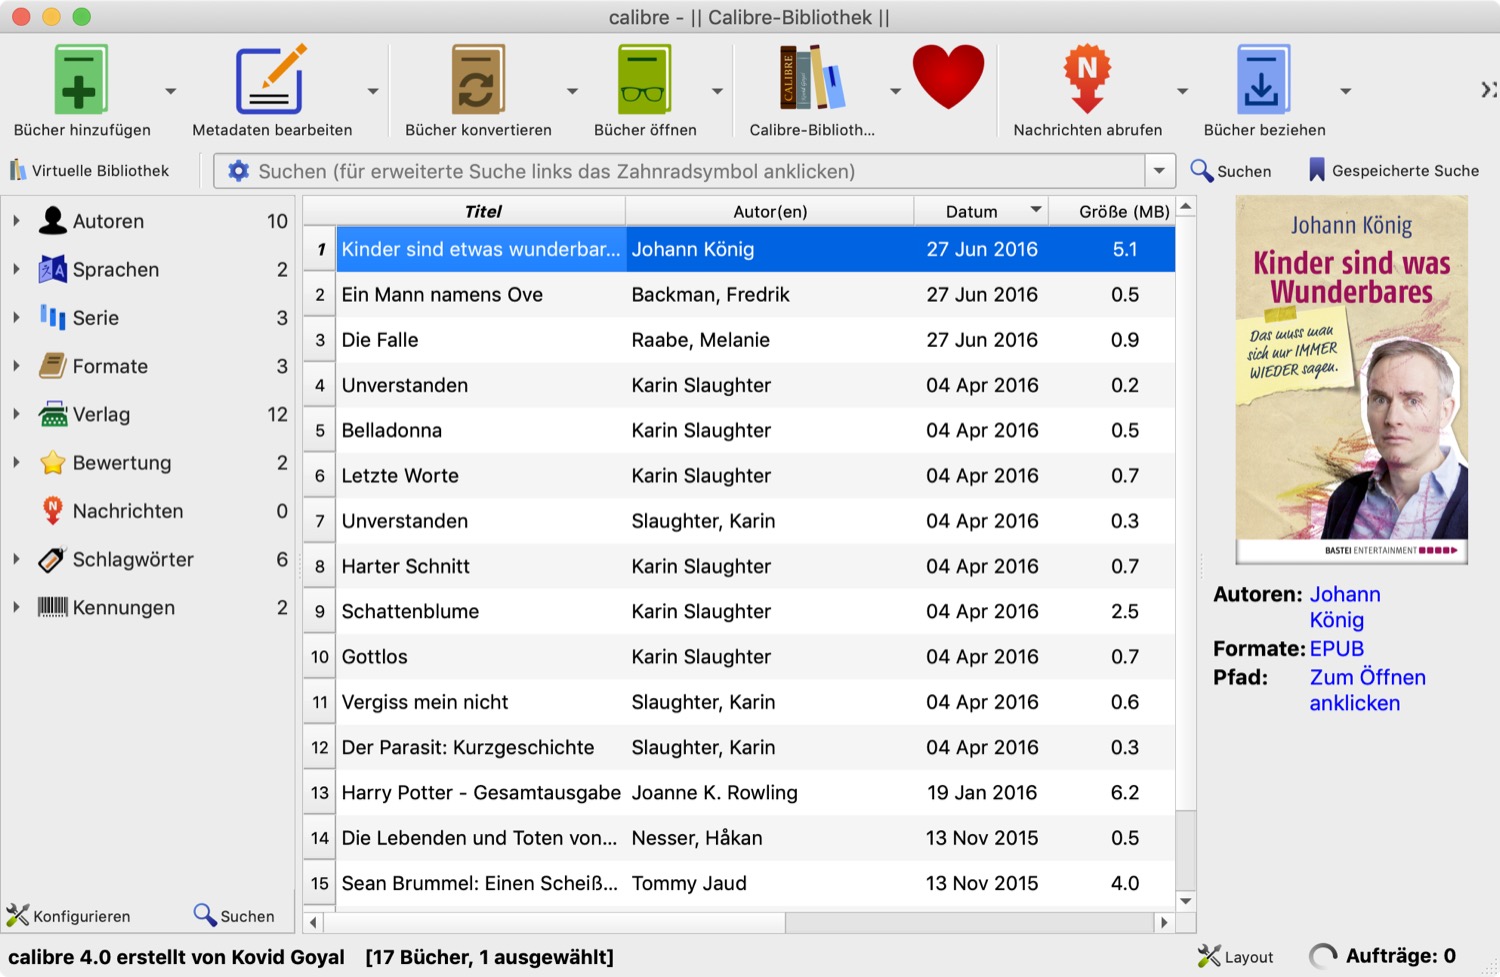 calibre - || Calibre-Bibliothek ||
Bücher hinzufügen
Metadaten bearbeiten
Bücher konvertieren
Bücher öffnen
CALIBRE
Calibre-Biblioth...
N
Nachrichten abrufen
Bücher beziehen
Virtuelle Bibliothek
Suchen (für erweiterte Suche links das Zahnradsymbol anklicken)
Suchen
Gespeicherte Suche
Autoren 10
Sprachen 2
Serie 3
Formate 3
Verlag 12
Bewertung 2
Nachrichten 0
Schlagwörter 6
Kennungen 2
Konfigurieren
Suchen
Titel Autor(en) Datum Größe (MB)
1 Kinder sind etwas wunderbar... Johann König 27 Jun 2016 5.1
2 Ein Mann namens Ove Backman, Fredrik 27 Jun 2016 0.5
3 Die Falle Raabe, Melanie 27 Jun 2016 0.9
4 Unverstanden Karin Slaughter 04 Apr 2016 0.2
5 Belladonna Karin Slaughter 04 Apr 2016 0.5
6 Letzte Worte Karin Slaughter 04 Apr 2016 0.7
7 Unverstanden Slaughter, Karin 04 Apr 2016 0.3
8 Harter Schnitt Karin Slaughter 04 Apr 2016 0.7
9 Schattenblume Karin Slaughter 04 Apr 2016 2.5
10 Gottlos Karin Slaughter 04 Apr 2016 0.7
11 Vergiss mein nicht Slaughter, Karin 04 Apr 2016 0.6
12 Der Parasit: Kurzgeschichte Slaughter, Karin 04 Apr 2016 0.3
13 Harry Potter - Gesamtausgabe Joanne K. Rowling 19 Jan 2016 6.2
14 Die Lebenden und Toten von... Nesser, Håkan 13 Nov 2015 0.5
15 Sean Brummel: Einen Scheiß... Tommy Jaud 13 Nov 2015 4.0
Johann König
Kinder sind was
Wunderbares
Das muss man
sich nur IMMER
WIEDER sagen.
BASTEI ENTERTAINMENT
Autoren: Johann
König
Formate: EPUB
Pfad: Zum Öffnen
anklicken
calibre 4.0 erstellt von Kovid Goyal [17 Bücher, 1 ausgewählt]
Layout
Aufträge: 0